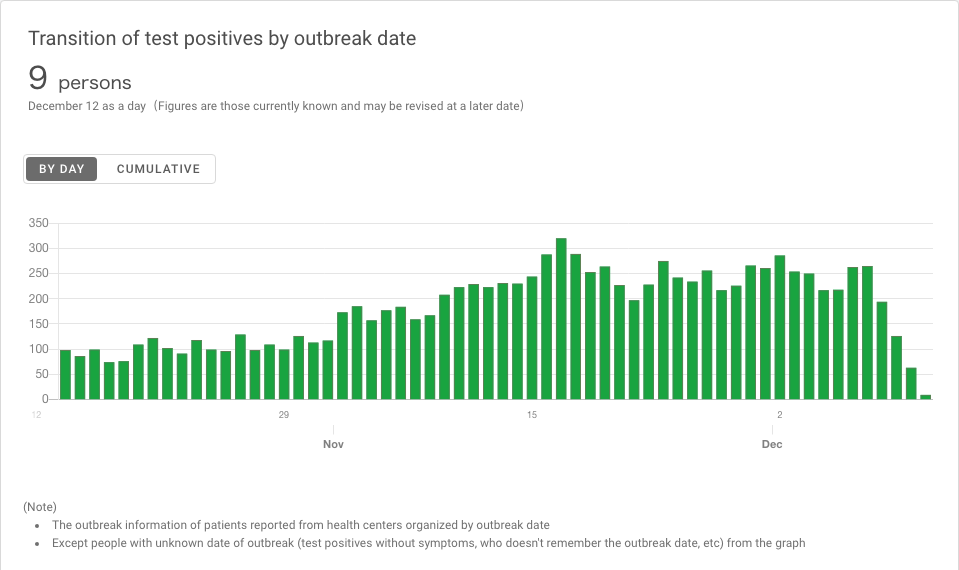 Transition of test positives by outbreak date
9 persons
December 12 as a day (Figures are those currently known and may be revised at a later date)
BY DAY CUMULATIVE
350
300
250
200
150
100
50
0
12 29 15 2
Nov Dec
(Note)
• The outbreak information of patients reported from health centers organized by outbreak date
• Except people with unknown date of outbreak (test positives without symptoms, who doesn't remember the outbreak date, etc) from the graph